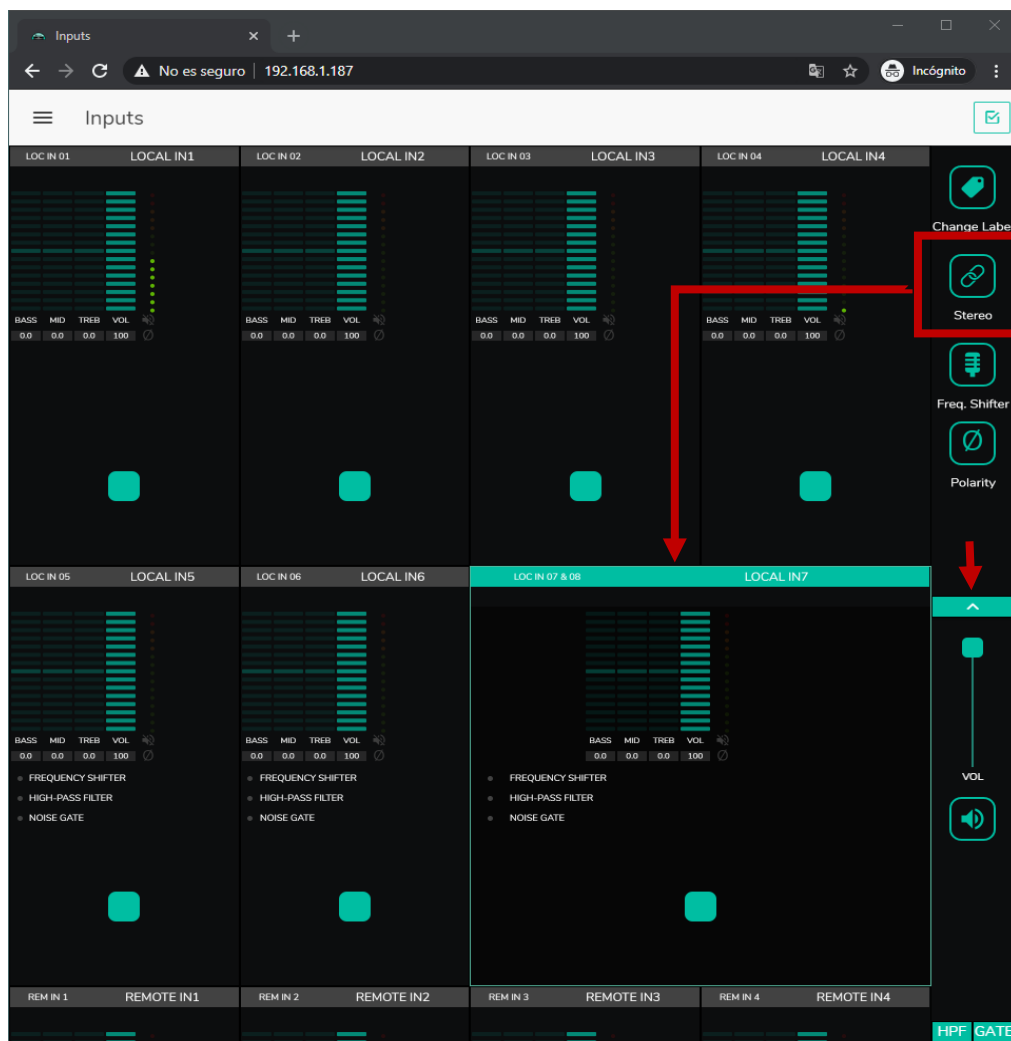 Inputs
No es seguro | 192.168.1.187
Incógnito
Inputs
LOC IN 01 LOCAL IN1
LOC IN 02 LOCAL IN2
LOC IN 03 LOCAL IN3
LOC IN 04 LOCAL IN4
BASS MID TREB VOL
0.0 0.0 0.0 100
BASS MID TREB VOL
0.0 0.0 0.0 100
BASS MID TREB VOL
0.0 0.0 0.0 100
BASS MID TREB VOL
0.0 0.0 0.0 100
Change Labe
Stereo
Freq. Shifter
Polarity
LOC IN 05 LOCAL IN5
LOC IN 06 LOCAL IN6
LOC IN 07 & 08 LOCAL IN7
BASS MID TREB VOL
0.0 0.0 0.0 100
FREQUENCY SHIFTER
HIGH-PASS FILTER
NOISE GATE
BASS MID TREB VOL
0.0 0.0 0.0 100
FREQUENCY SHIFTER
HIGH-PASS FILTER
NOISE GATE
BASS MID TREB VOL
0.0 0.0 0.0 100
FREQUENCY SHIFTER
HIGH-PASS FILTER
NOISE GATE
VOL
REM IN 1 REMOTE IN1
REM IN 2 REMOTE IN2
REM IN 3 REMOTE IN3
REM IN 4 REMOTE IN4
HPF GATE